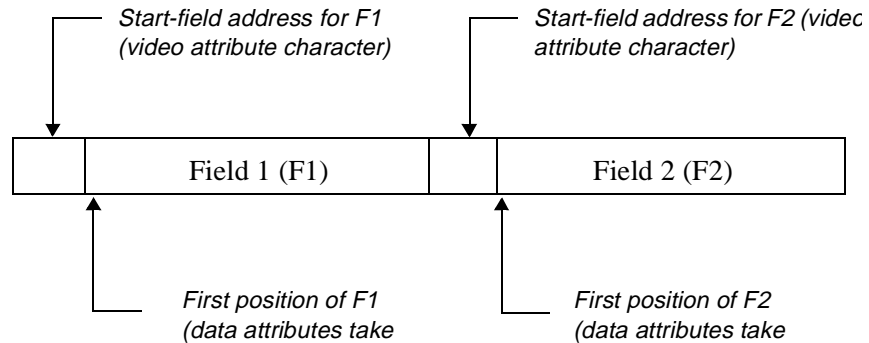 Start-field address for F1
(video attribute character)
Start-field address for F2 (video
attribute character)
Field 1 (F1)
Field 2 (F2)
First position of F1
(data attributes take
First position of F2
(data attributes take